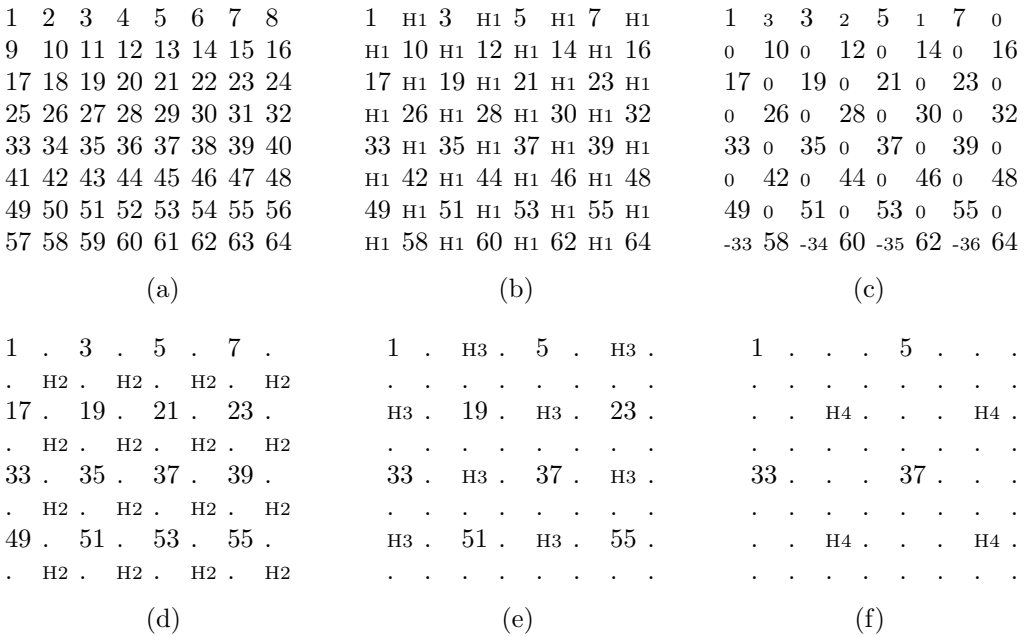 1 2 3 4 5 6 7 8
9 10 11 12 13 14 15 16
17 18 19 20 21 22 23 24
25 26 27 28 29 30 31 32
33 34 35 36 37 38 39 40
41 42 43 44 45 46 47 48
49 50 51 52 53 54 55 56
57 58 59 60 61 62 63 64
(a)
1 H1 3 H1 5 H1 7 H1
H1 10 H1 12 H1 14 H1 16
17 H1 19 H1 21 H1 23 H1
H1 26 H1 28 H1 30 H1 32
33 H1 35 H1 37 H1 39 H1
H1 42 H1 44 H1 46 H1 48
49 H1 51 H1 53 H1 55 H1
H1 58 H1 60 H1 62 H1 64
(b)
1 3 3 2 5 1 7 0
0 10 0 12 0 14 0 16
17 0 19 0 21 0 23 0
0 26 0 28 0 30 0 32
33 0 35 0 37 0 39 0
0 42 0 44 0 46 0 48
49 0 51 0 53 0 55 0
-33 58 -34 60 -35 62 -36 64
(c)
1 . 3 . 5 . 7 .
. H2 . H2 . H2 . H2
17 . 19 . 21 . 23 .
. H2 . H2 . H2 . H2
33 . 35 . 37 . 39 .
. H2 . H2 . H2 . H2
49 . 51 . 53 . 55 .
. H2 . H2 . H2 . H2
(d)
1 . H3 . 5 . H3 .
. . . . . . . .
H3 . 19 . H3 . 23 .
. . . . . . . .
33 . H3 . 37 . H3 .
. . . . . . . .
H3 . 51 . H3 . 55 .
. . . . . . . .
(e)
1 . . . 5 . . .
. . . . . . . .
. . H4 . . . H4 .
. . . . . . . .
33 . . . 37 . . .
. . . . . . . .
. . H4 . . . H4 .
. . . . . . . .
(f)